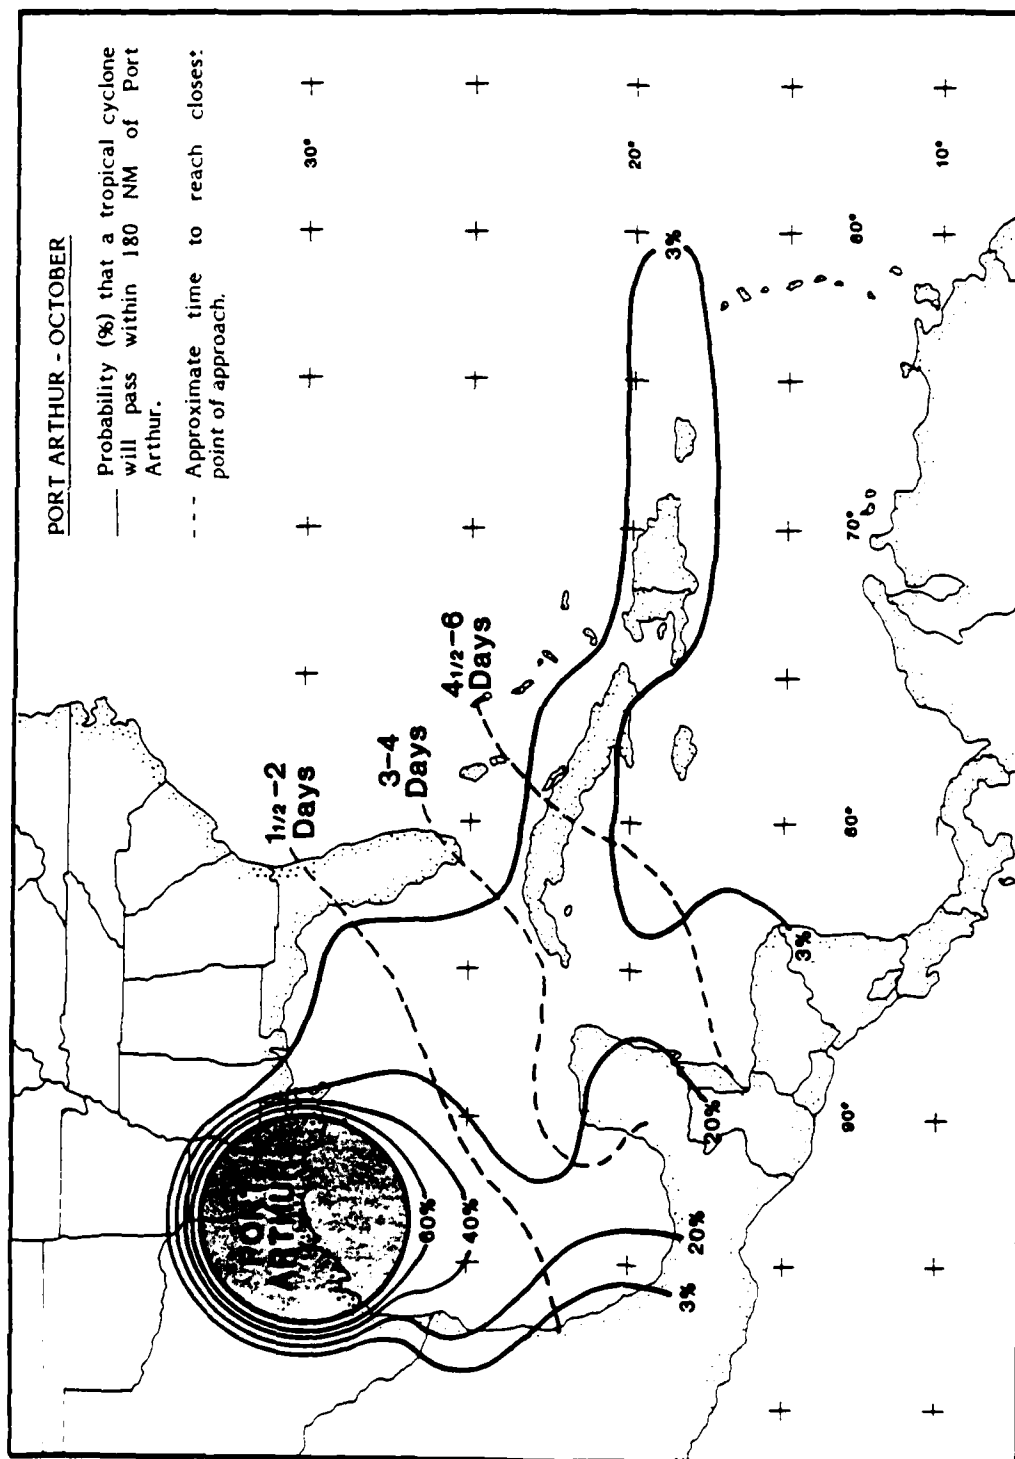 PORT ARTHUR - OCTOBER
—— Probability (%) that a tropical cyclone
will pass within 180 NM of Port
Arthur.
--- Approximate time to reach closest
point of approach.
30°
20°
10°
60°
3%
70°
4 1/2-6
Days
3-4
Days
1 1/2-2
Days
80°
3%
90°
20%
PORT
ARTHUR
60%
40%
20%
3%